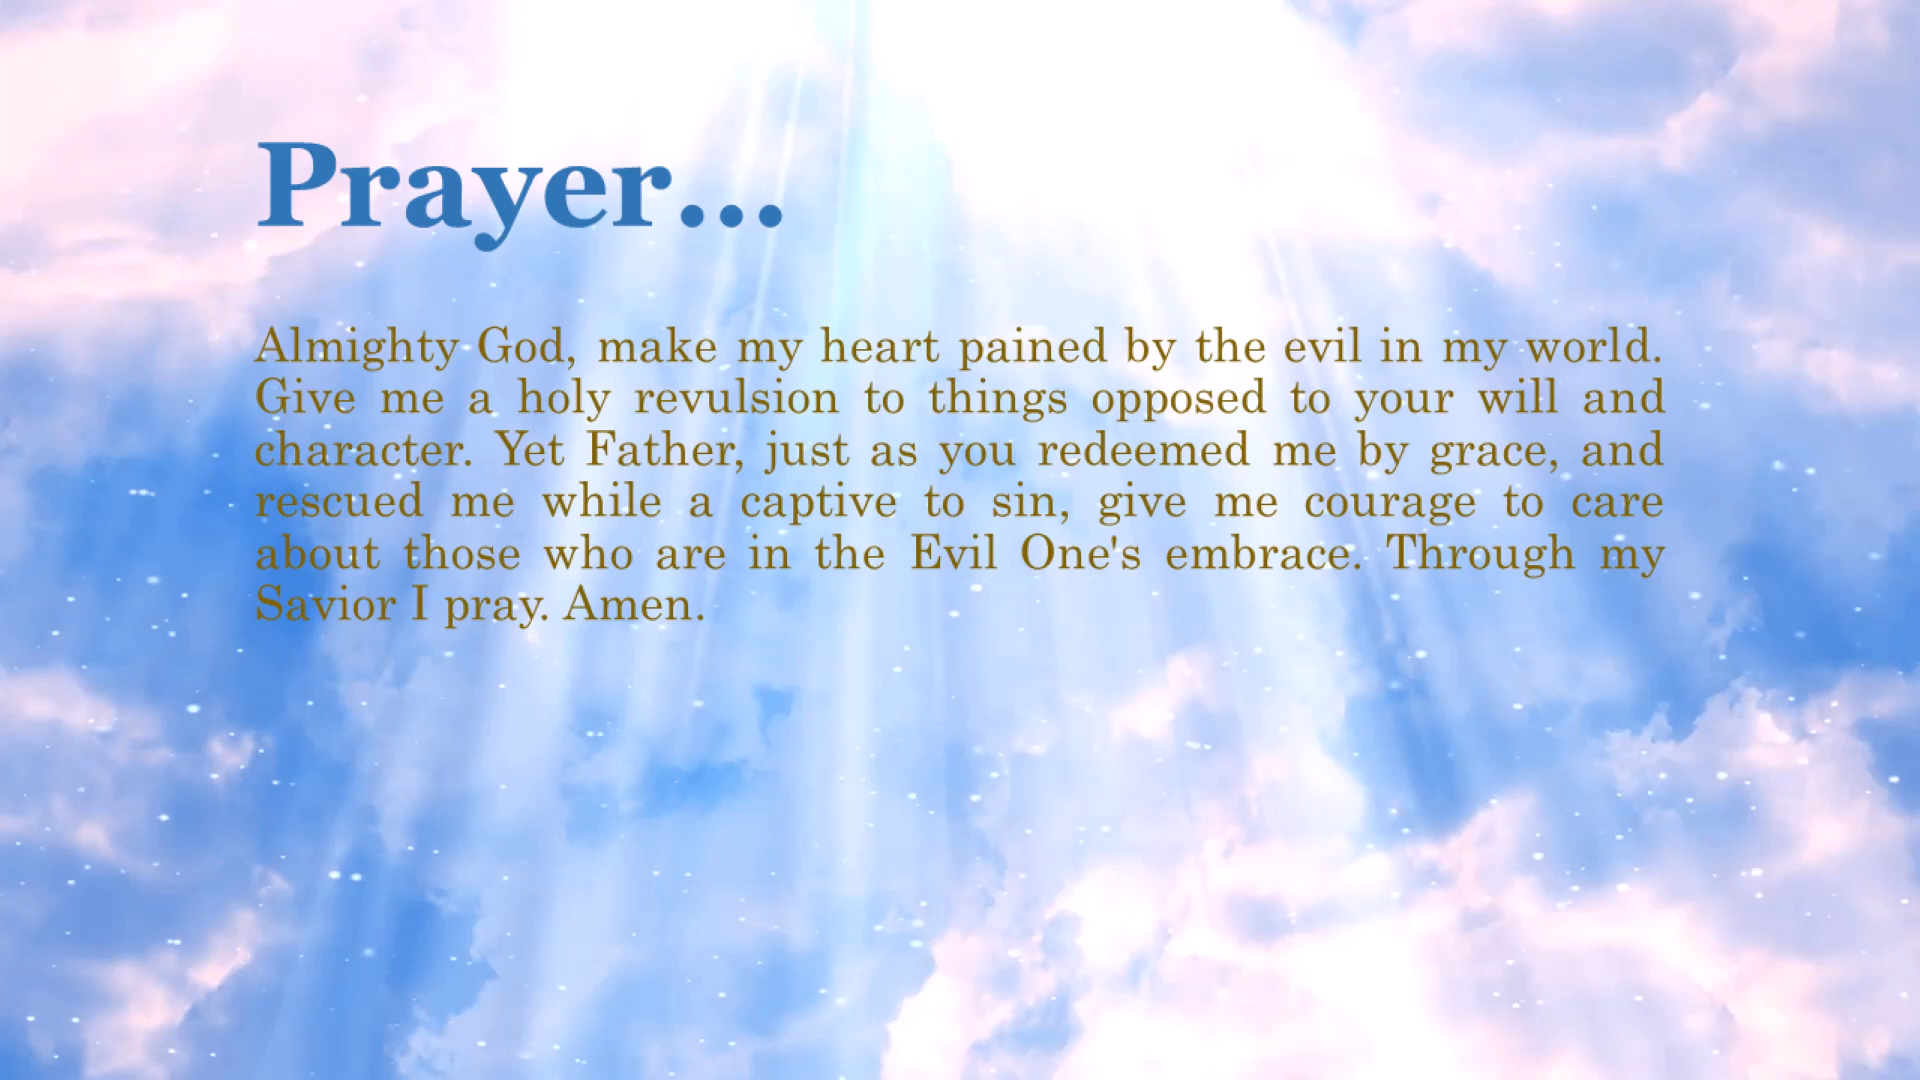 Prayer...
Almighty God, make my heart pained by the evil in my world.
Give me a holy revulsion to things opposed to your will and
character. Yet Father, just as you redeemed me by grace, and
rescued me while a captive to sin, give me courage to care
about those who are in the Evil One's embrace. Through my
Savior I pray. Amen.